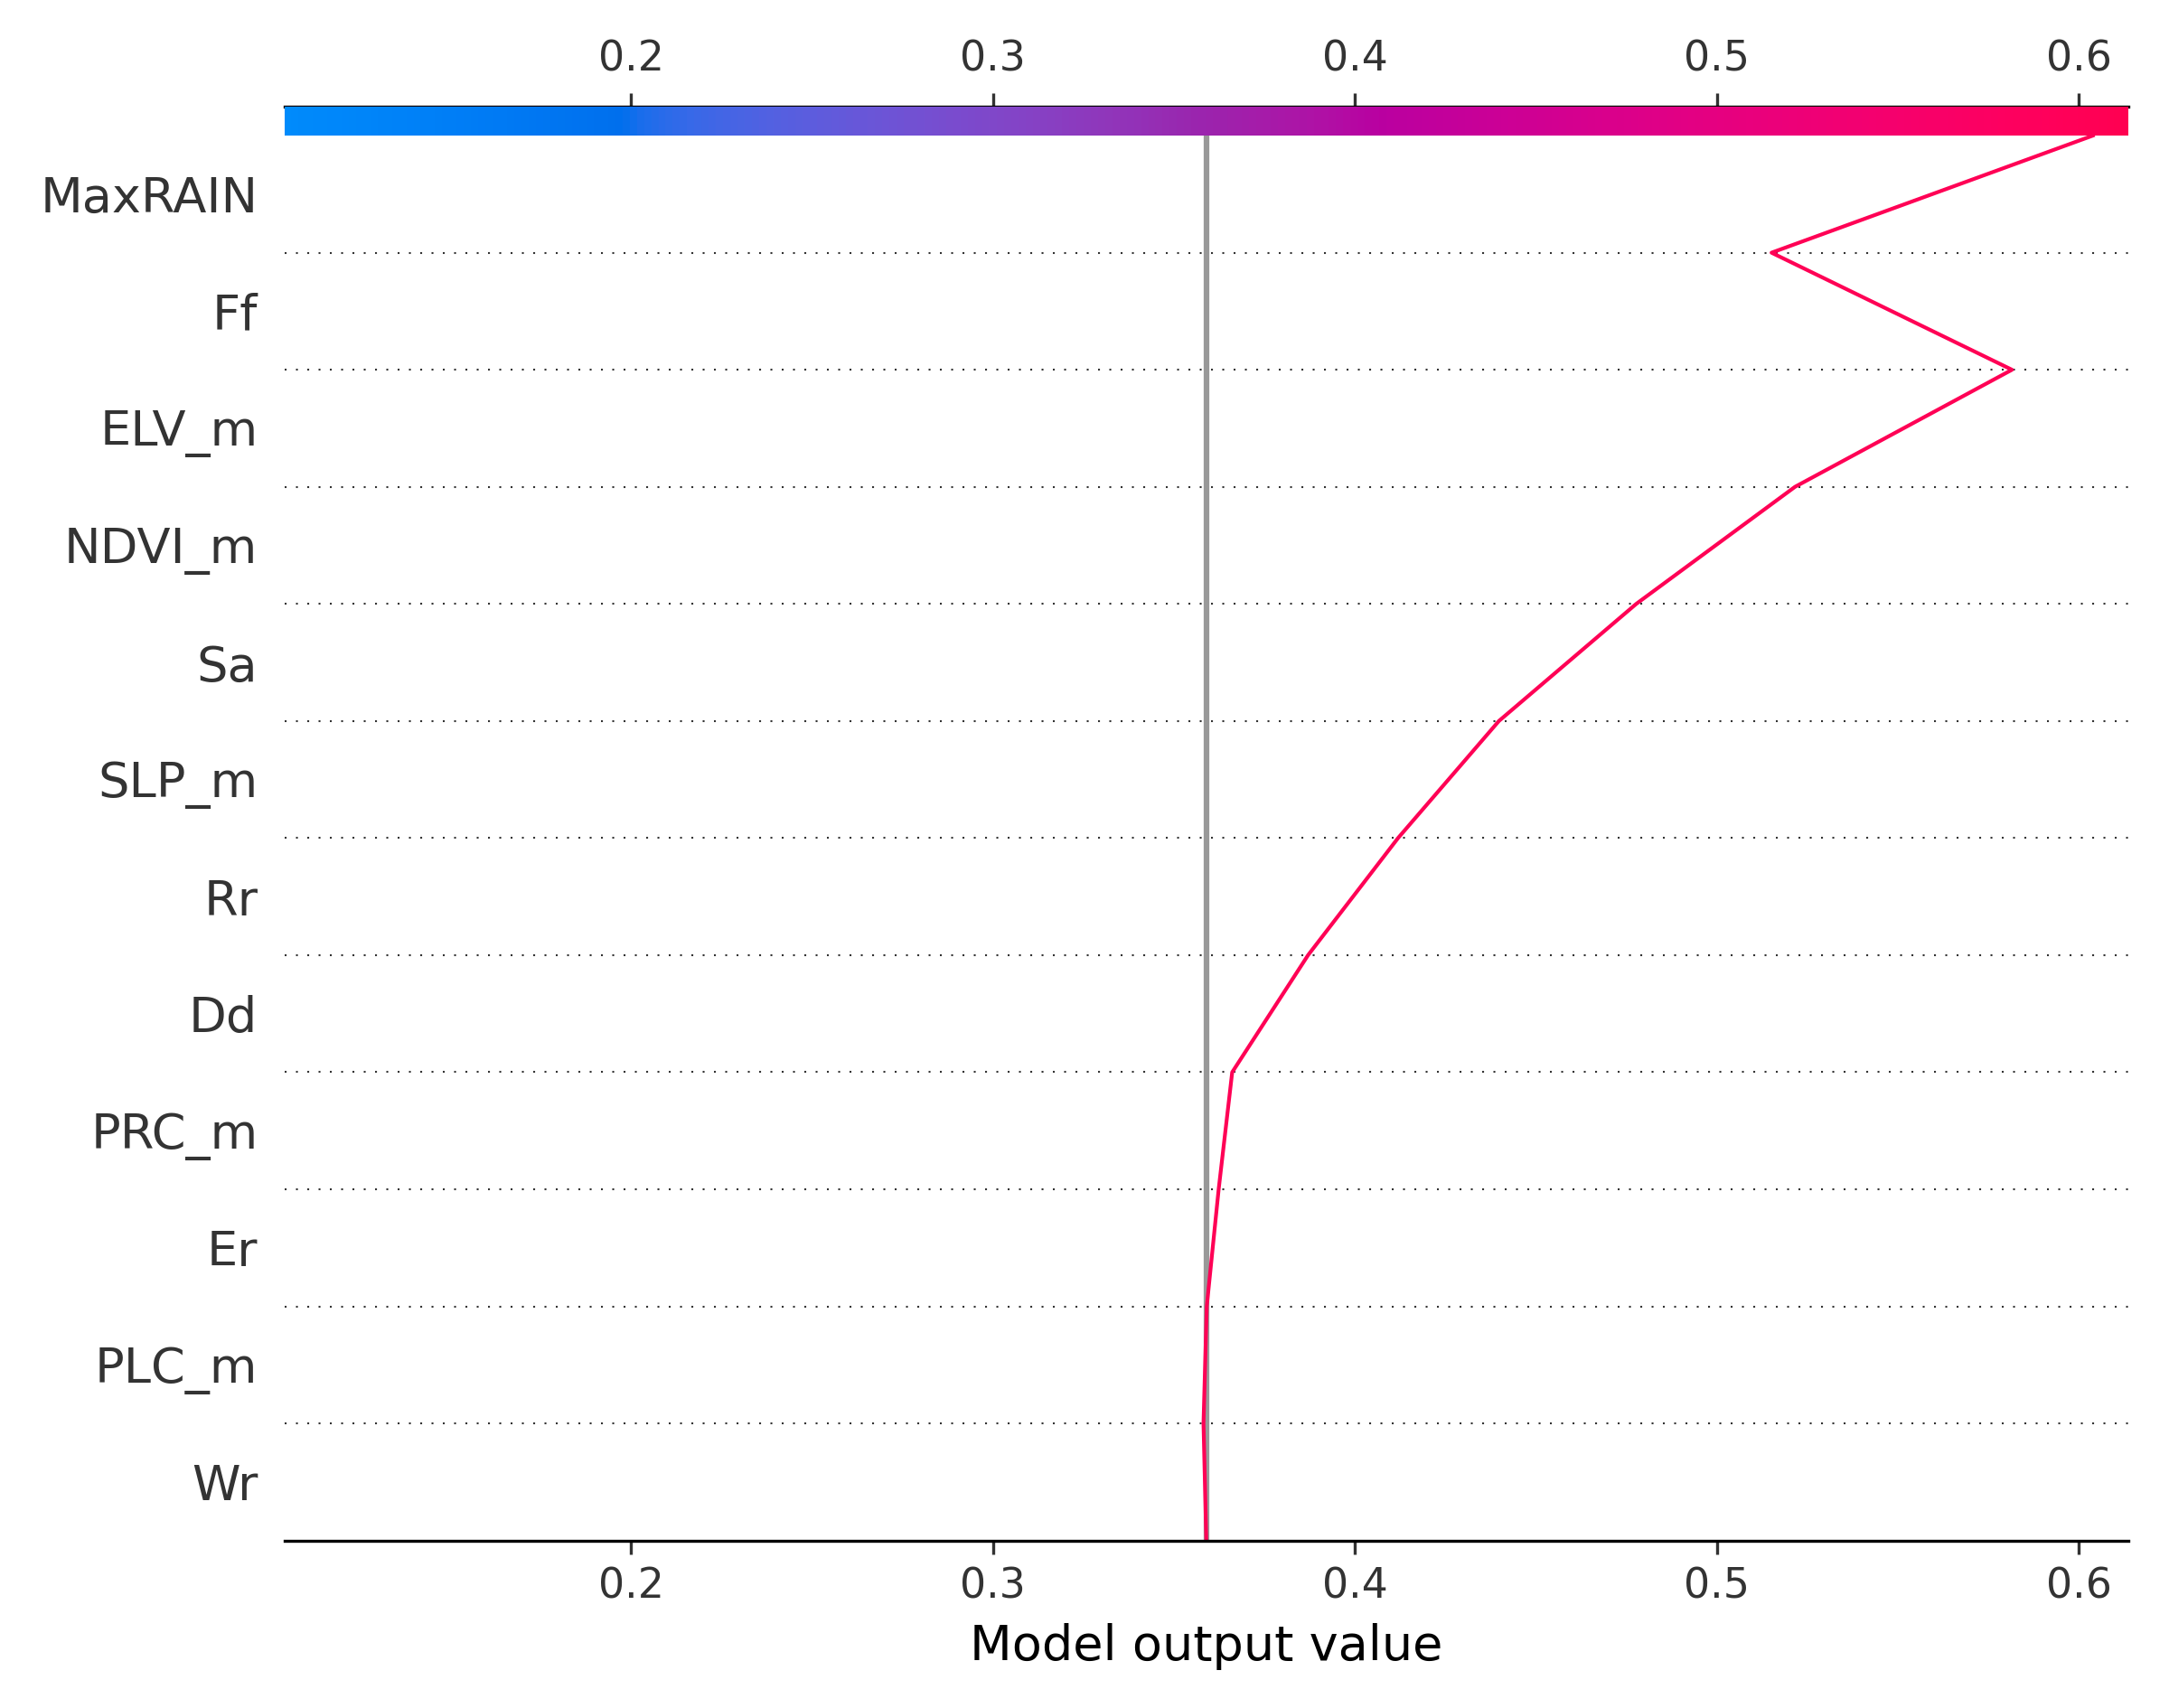 0.2 0.3 0.4 0.5 0.6
MaxRAIN
Ff
ELV_m
NDVI_m
Sa
SLP_m
Rr
Dd
PRC_m
Er
PLC_m
Wr
0.2 0.3 0.4 0.5 0.6
Model output value